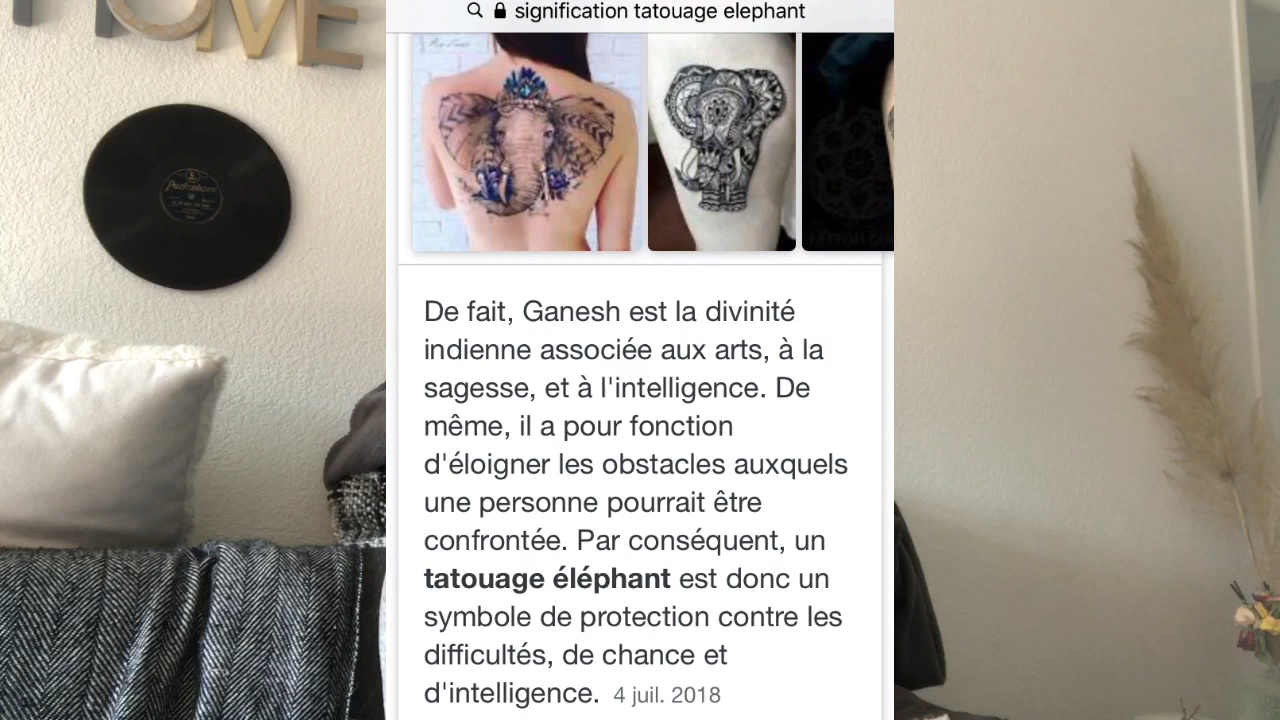 HOME
Parlophone
signification tatouage elephant
De fait, Ganesh est la divinité
indienne associée aux arts, à la
sagesse, et à l'intelligence. De
même, il a pour fonction
d'éloigner les obstacles auxquels
une personne pourrait être
confrontée. Par conséquent, un
tatouage éléphant est donc un
symbole de protection contre les
difficultés, de chance et
d'intelligence. 4 juil. 2018